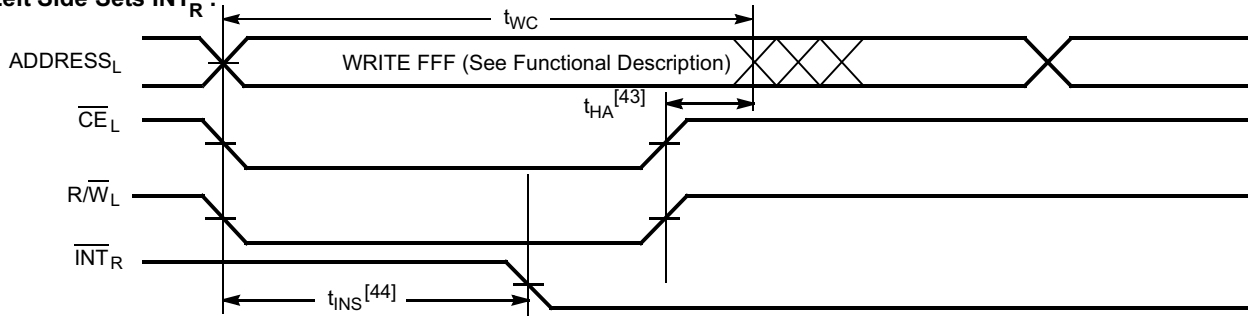 Left Side Sets INT_R :
t_WC
ADDRESS_L
WRITE FFF (See Functional Description)
t_HA[43]
CE_L
R/W_L
INT_R
t_INS[44]